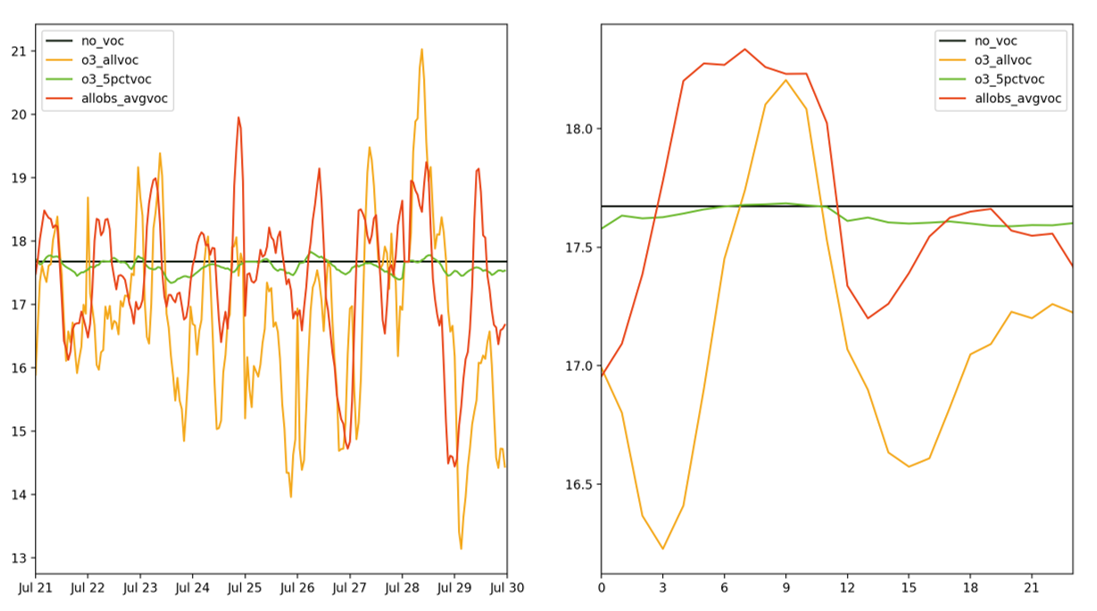 no_voc
o3_allvoc
o3_5pctvoc
allobs_avgvoc
21
20
19
18
17
16
15
14
13
Jul 21 Jul 22 Jul 23 Jul 24 Jul 25 Jul 26 Jul 27 Jul 28 Jul 29 Jul 30
no_voc
o3_allvoc
o3_5pctvoc
allobs_avgvoc
18.0
17.5
17.0
16.5
0 3 6 9 12 15 18 21